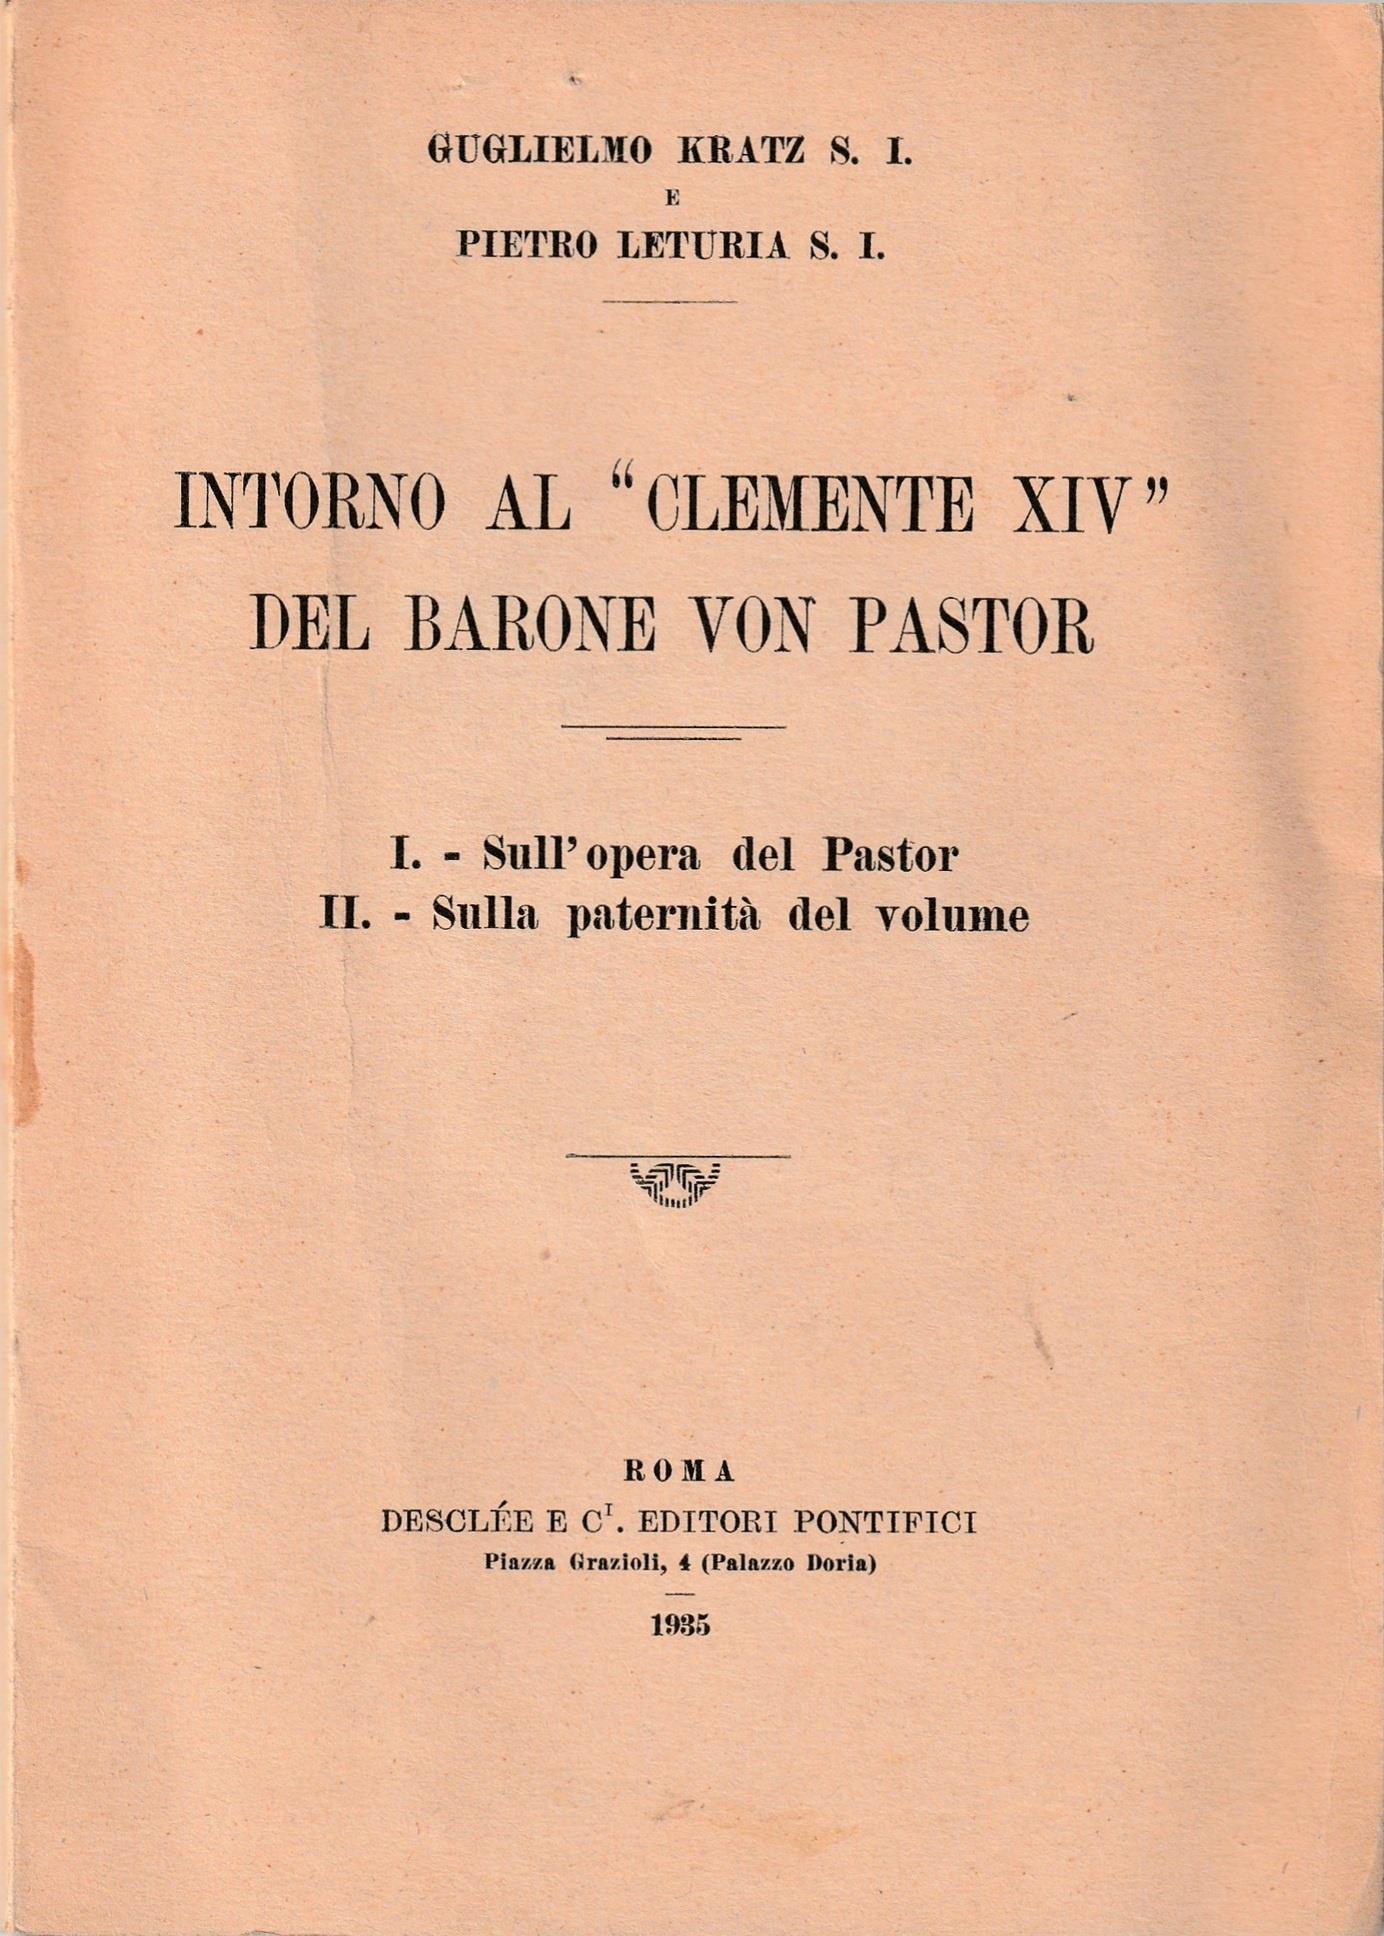 GUGLIELMO KRATZ S. I.
E
PIETRO LETURIA S. I.
INTORNO AL “CLEMENTE XIV”
DEL BARONE VON PASTOR
I. - Sull’opera del Pastor
II. - Sulla paternità del volume
ROMA
DESCLÉE E Cⁱ. EDITORI PONTIFICI
Piazza Grazioli, 4 (Palazzo Doria)
1935